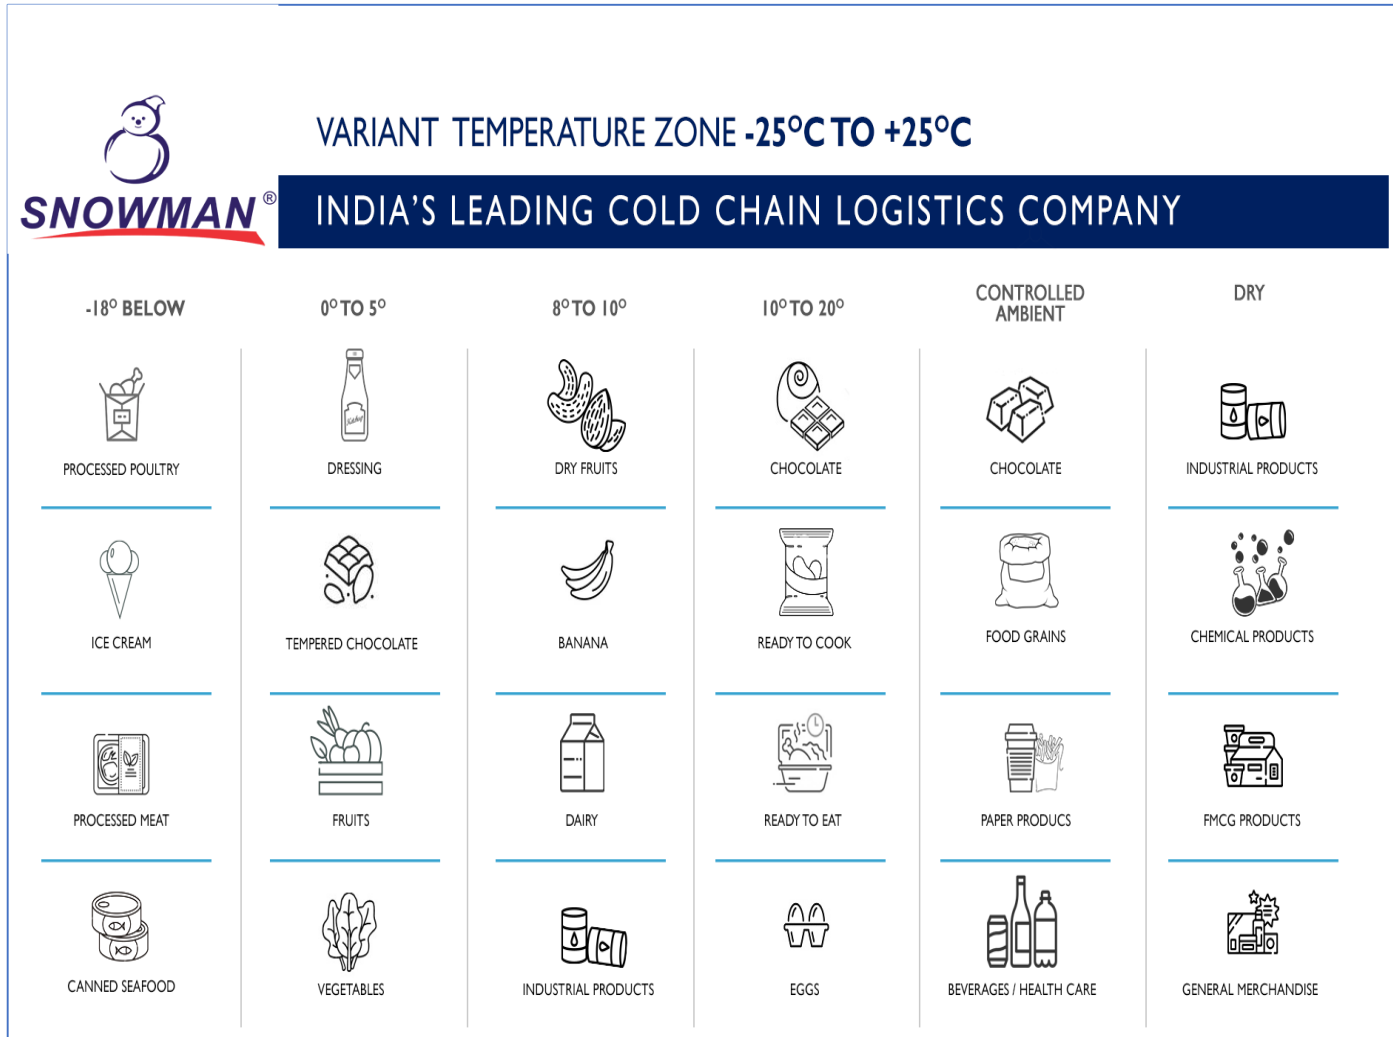 VARIANT TEMPERATURE ZONE -25°C TO +25°C
SNOWMAN®
INDIA'S LEADING COLD CHAIN LOGISTICS COMPANY
-18° BELOW
0° TO 5°
8° TO 10°
10° TO 20°
CONTROLLED
AMBIENT
DRY
PROCESSED POULTRY
DRESSING
DRY FRUITS
CHOCOLATE
CHOCOLATE
INDUSTRIAL PRODUCTS
ICE CREAM
TEMPERED CHOCOLATE
BANANA
READY TO COOK
FOOD GRAINS
CHEMICAL PRODUCTS
PROCESSED MEAT
FRUITS
DAIRY
READY TO EAT
PAPER PRODUCS
FMCG PRODUCTS
CANNED SEAFOOD
VEGETABLES
INDUSTRIAL PRODUCTS
EGGS
BEVERAGES / HEALTH CARE
GENERAL MERCHANDISE